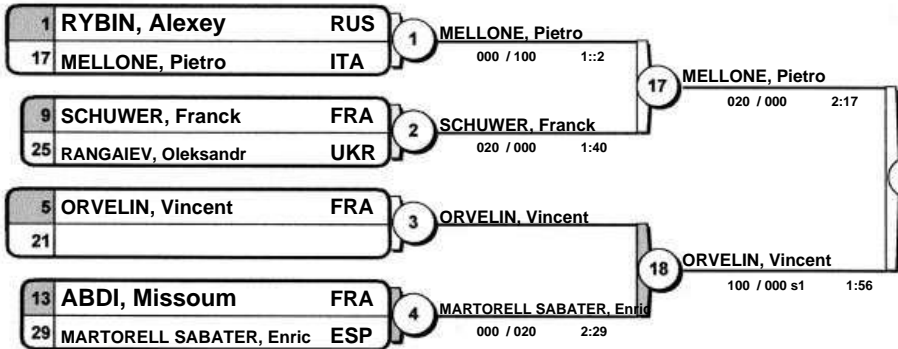 1 RYBIN, Alexey RUS
17 MELLONE, Pietro ITA
1
MELLONE, Pietro
000 / 100 1::2
9 SCHUWER, Franck FRA
25 RANGAIEV, Oleksandr UKR
2
SCHUWER, Franck
020 / 000 1:40
17
MELLONE, Pietro
020 / 000 2:17
5 ORVELIN, Vincent FRA
21
3
ORVELIN, Vincent
13 ABDI, Missoum FRA
29 MARTORELL SABATER, Enric ESP
4
MARTORELL SABATER, Enric
000 / 020 2:29
18
ORVELIN, Vincent
100 / 000 s1 1:56